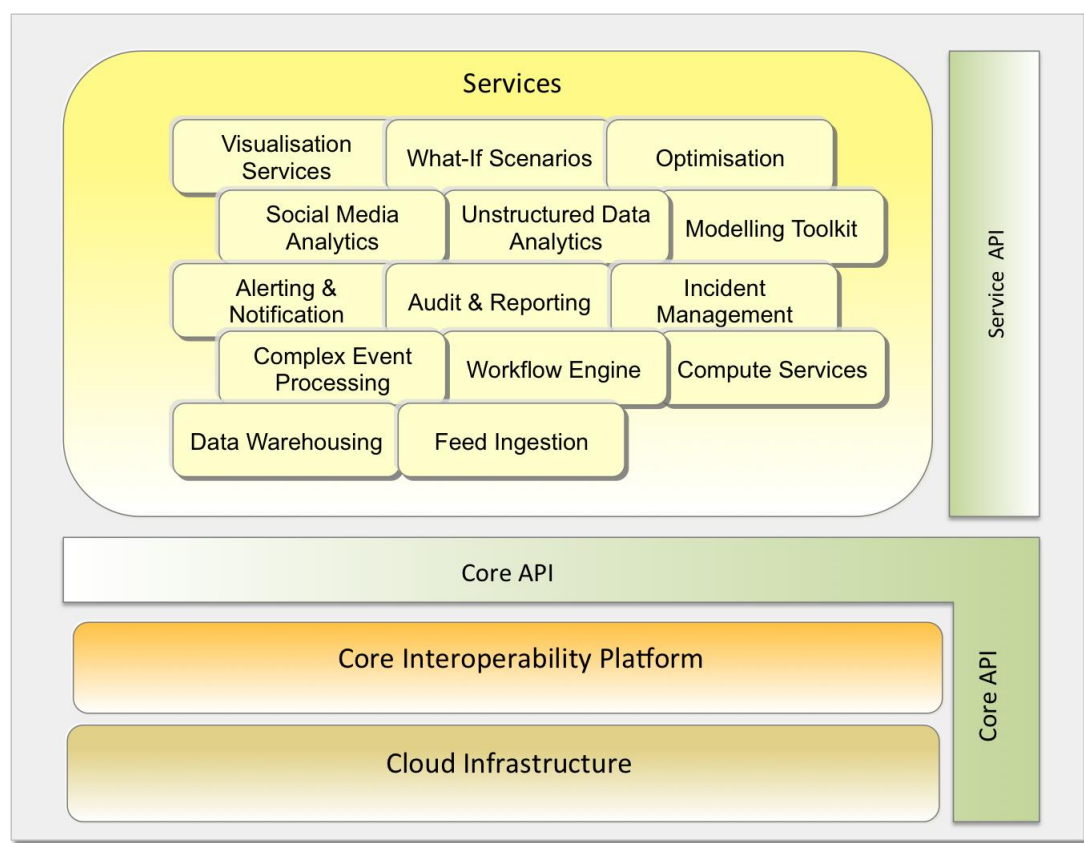 Services
Visualisation
Services
What-If Scenarios
Optimisation
Social Media
Analytics
Unstructured Data
Analytics
Modelling Toolkit
Alerting &
Notification
Audit & Reporting
Incident
Management
Complex Event
Processing
Workflow Engine
Compute Services
Data Warehousing
Feed Ingestion
Service API
Core API
Core Interoperability Platform
Core API
Cloud Infrastructure